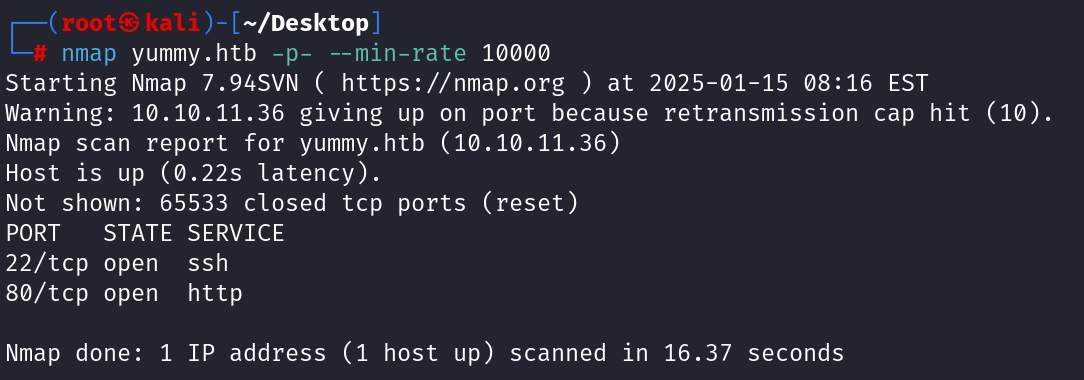 ┌──(root㉿kali)-[~/Desktop]
└─# nmap yummy.htb -p- --min-rate 10000
Starting Nmap 7.94SVN ( https://nmap.org ) at 2025-01-15 08:16 EST
Warning: 10.10.11.36 giving up on port because retransmission cap hit (10).
Nmap scan report for yummy.htb (10.10.11.36)
Host is up (0.22s latency).
Not shown: 65533 closed tcp ports (reset)
PORT   STATE SERVICE
22/tcp open  ssh
80/tcp open  http
Nmap done: 1 IP address (1 host up) scanned in 16.37 seconds